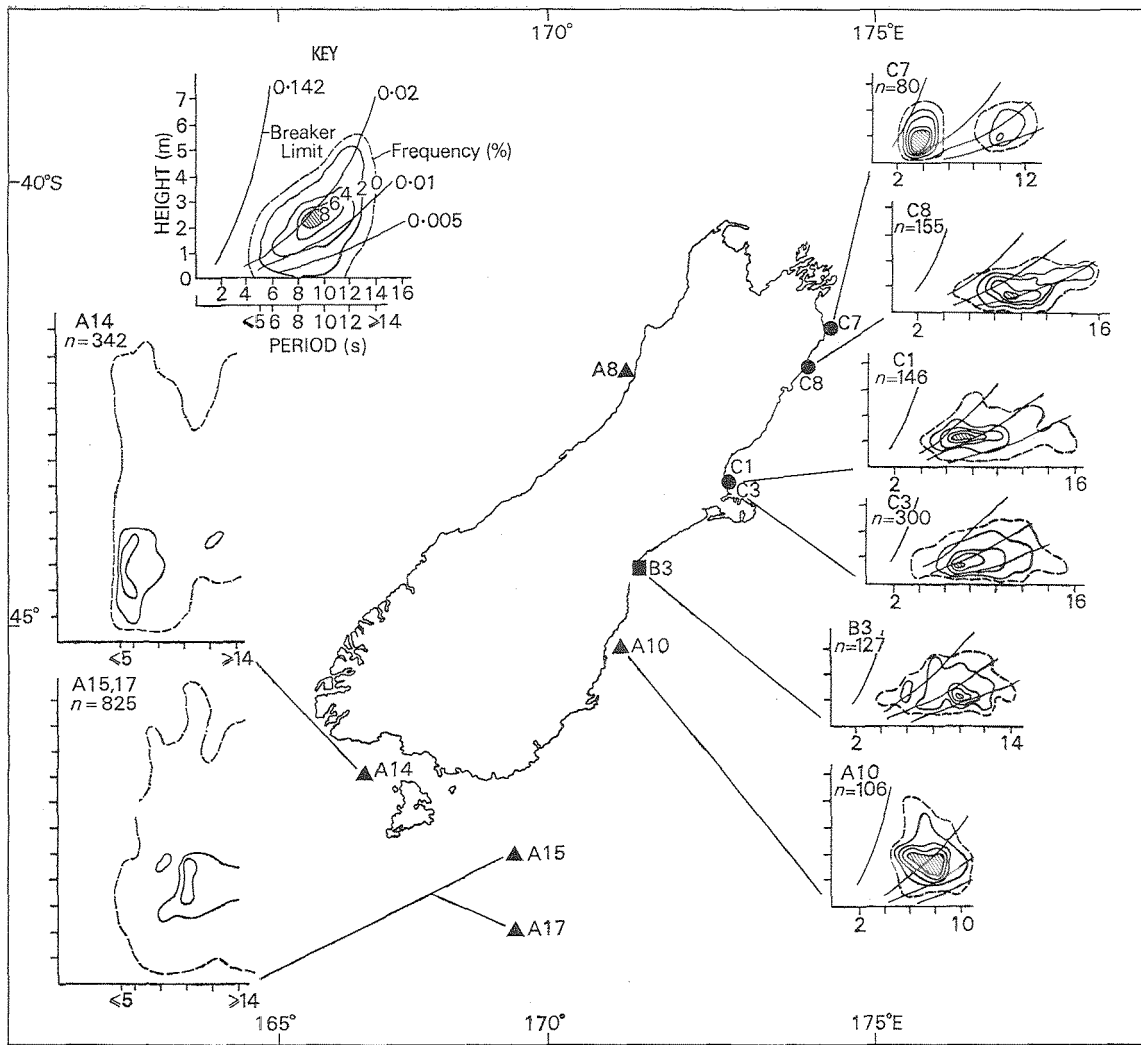 170°
175°E
KEY
7
6
5
4
3
2
1
0
HEIGHT (m)
0·142
0·02
Breaker
Limit
Frequency (%)
8 6 4 2 0
0·01
0·005
2 4 6 8 10 12 14 16
≤5 6 8 10 12 ≥14
PERIOD (s)
40°S
45°
C7
n=80
2 12
C8
n=155
2 16
C1
n=146
2 16
C3
n=300
2 16
B3
n=127
2 14
A10
n=106
2 10
A14
n=342
≤5 ≥14
A15,17
n=825
≤5 ≥14
A8
C7
C8
C1
C3
B3
A10
A14
A15
A17
165°
170°
175°E